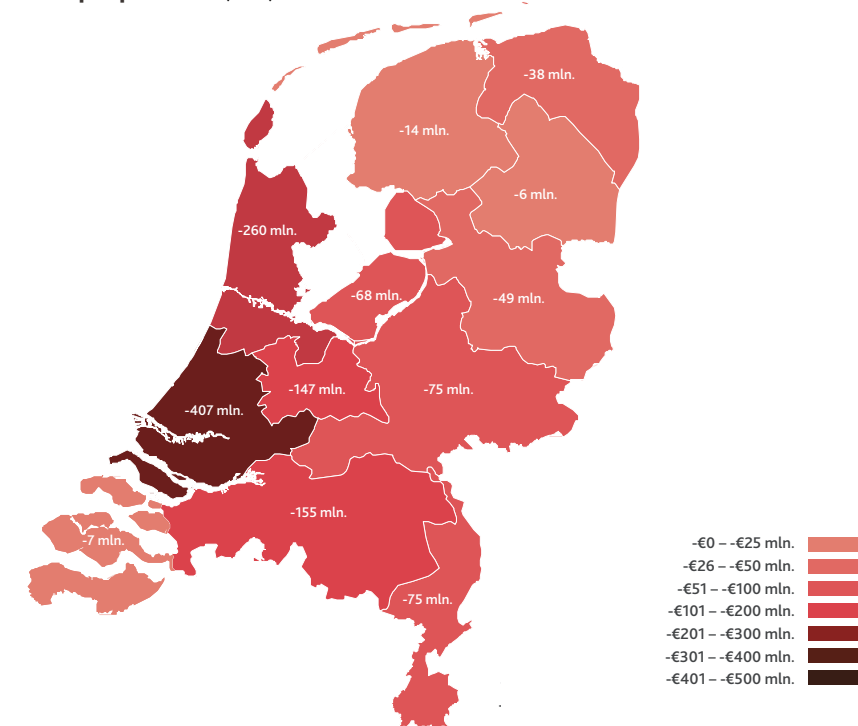 -38 mln.
-14 mln.
-6 mln.
-260 mln.
-68 mln.
-49 mln.
-147 mln.
-75 mln.
-407 mln.
-155 mln.
-7 mln.
-75 mln.
-€0 – -€25 mln.
-€26 – -€50 mln.
-€51 – -€100 mln.
-€101 – -€200 mln.
-€201 – -€300 mln.
-€301 – -€400 mln.
-€401 – -€500 mln.